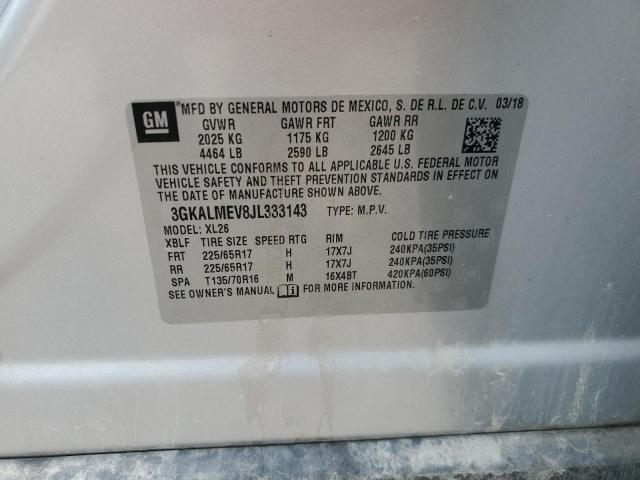 GM
*MFD BY GENERAL MOTORS DE MEXICO, S. DE R.L. DE C.V. 03/18
GVWR GAWR FRT GAWR RR
2025 KG 1175 KG 1200 KG
4464 LB 2590 LB 2645 LB
THIS VEHICLE CONFORMS TO ALL APPLICABLE U.S. FEDERAL MOTOR
VEHICLE SAFETY AND THEFT PREVENTION STANDARDS IN EFFECT ON
THE DATE OF MANUFACTURE SHOWN ABOVE.
3GKALMEV8JL333143 TYPE: M.P.V.
MODEL: XL26
XBLF TIRE SIZE SPEED RTG RIM COLD TIRE PRESSURE
FRT 225/65R17 H 17X7J 240KPA(35PSI)
RR 225/65R17 H 17X7J 240KPA(35PSI)
SPA T135/70R16 M 16X4BT 420KPA(60PSI)
SEE OWNER'S MANUAL FOR MORE INFORMATION.